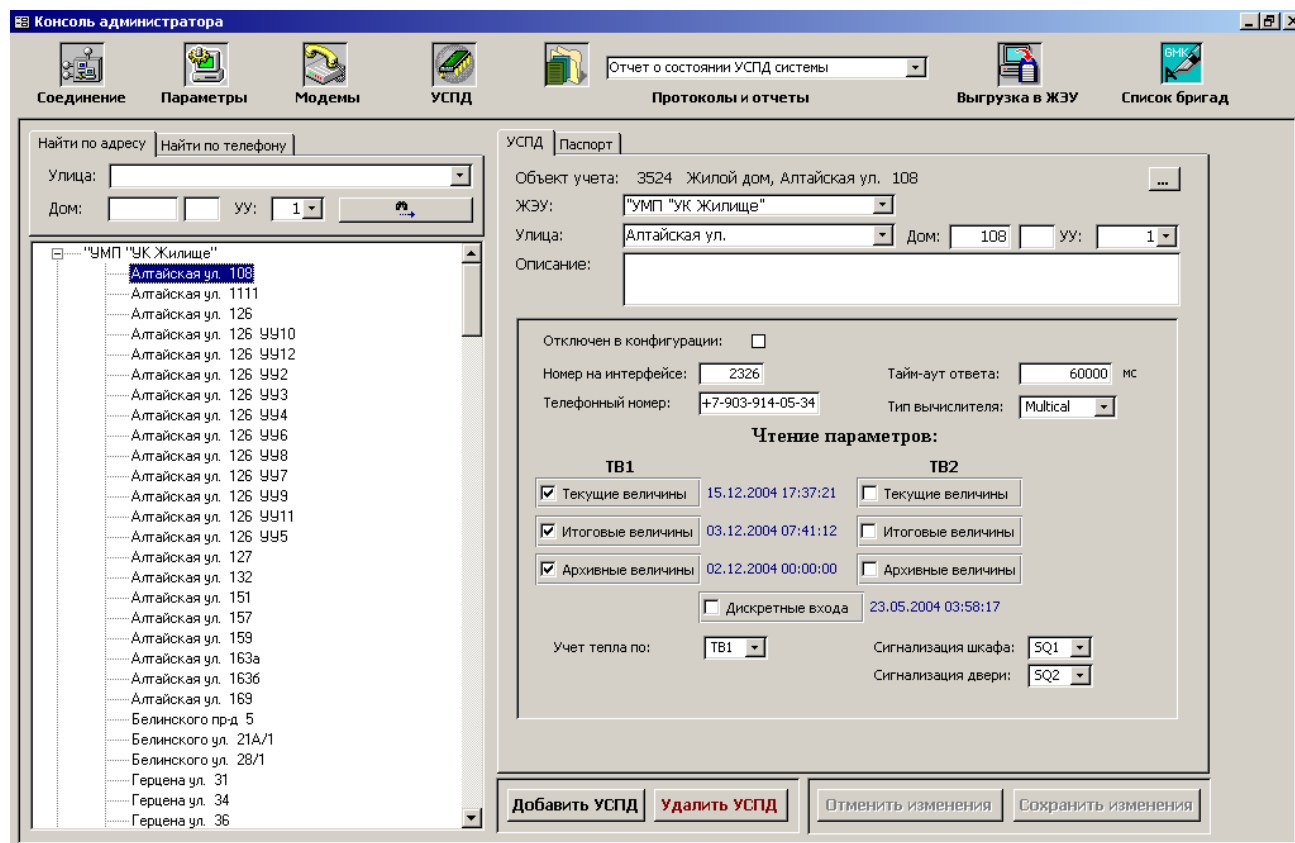 Консоль администратора
Отчет о состоянии УСПД системы
GMK
Соединение Параметры Модемы УСПД Протоколы и отчеты Выгрузка в ЖЭУ Список бригад
Найти по адресу Найти по телефону
Улица:
Дом: УУ: 1
"УМП "УК Жилище"
Алтайская ул. 108
Алтайская ул. 1111
Алтайская ул. 126
Алтайская ул. 126 УУ10
Алтайская ул. 126 УУ12
Алтайская ул. 126 УУ2
Алтайская ул. 126 УУ3
Алтайская ул. 126 УУ4
Алтайская ул. 126 УУ6
Алтайская ул. 126 УУ8
Алтайская ул. 126 УУ7
Алтайская ул. 126 УУ9
Алтайская ул. 126 УУ11
Алтайская ул. 126 УУ5
Алтайская ул. 127
Алтайская ул. 132
Алтайская ул. 151
Алтайская ул. 157
Алтайская ул. 159
Алтайская ул. 163а
Алтайская ул. 163б
Алтайская ул. 169
Белинского пр-д 5
Белинского ул. 21А/1
Белинского ул. 28/1
Герцена ул. 31
Герцена ул. 34
Герцена ул. 36
УСПД Паспорт
Объект учета: 3524 Жилой дом, Алтайская ул. 108 ...
ЖЭУ: "УМП "УК Жилище"
Улица: Алтайская ул. Дом: 108 УУ: 1
Описание:
Отключен в конфигурации:
Номер на интерфейсе: 2326 Тайм-аут ответа: 60000 мс
Телефонный номер: +7-903-914-05-34 Тип вычислителя: Multical
Чтение параметров:
ТВ1 ТВ2
Текущие величины 15.12.2004 17:37:21 Текущие величины
Итоговые величины 03.12.2004 07:41:12 Итоговые величины
Архивные величины 02.12.2004 00:00:00 Архивные величины
Дискретные входа 23.05.2004 03:58:17
Учет тепла по: ТВ1 Сигнализация шкафа: SQ1
Сигнализация двери: SQ2
Добавить УСПД Удалить УСПД Отменить изменения Сохранить изменения